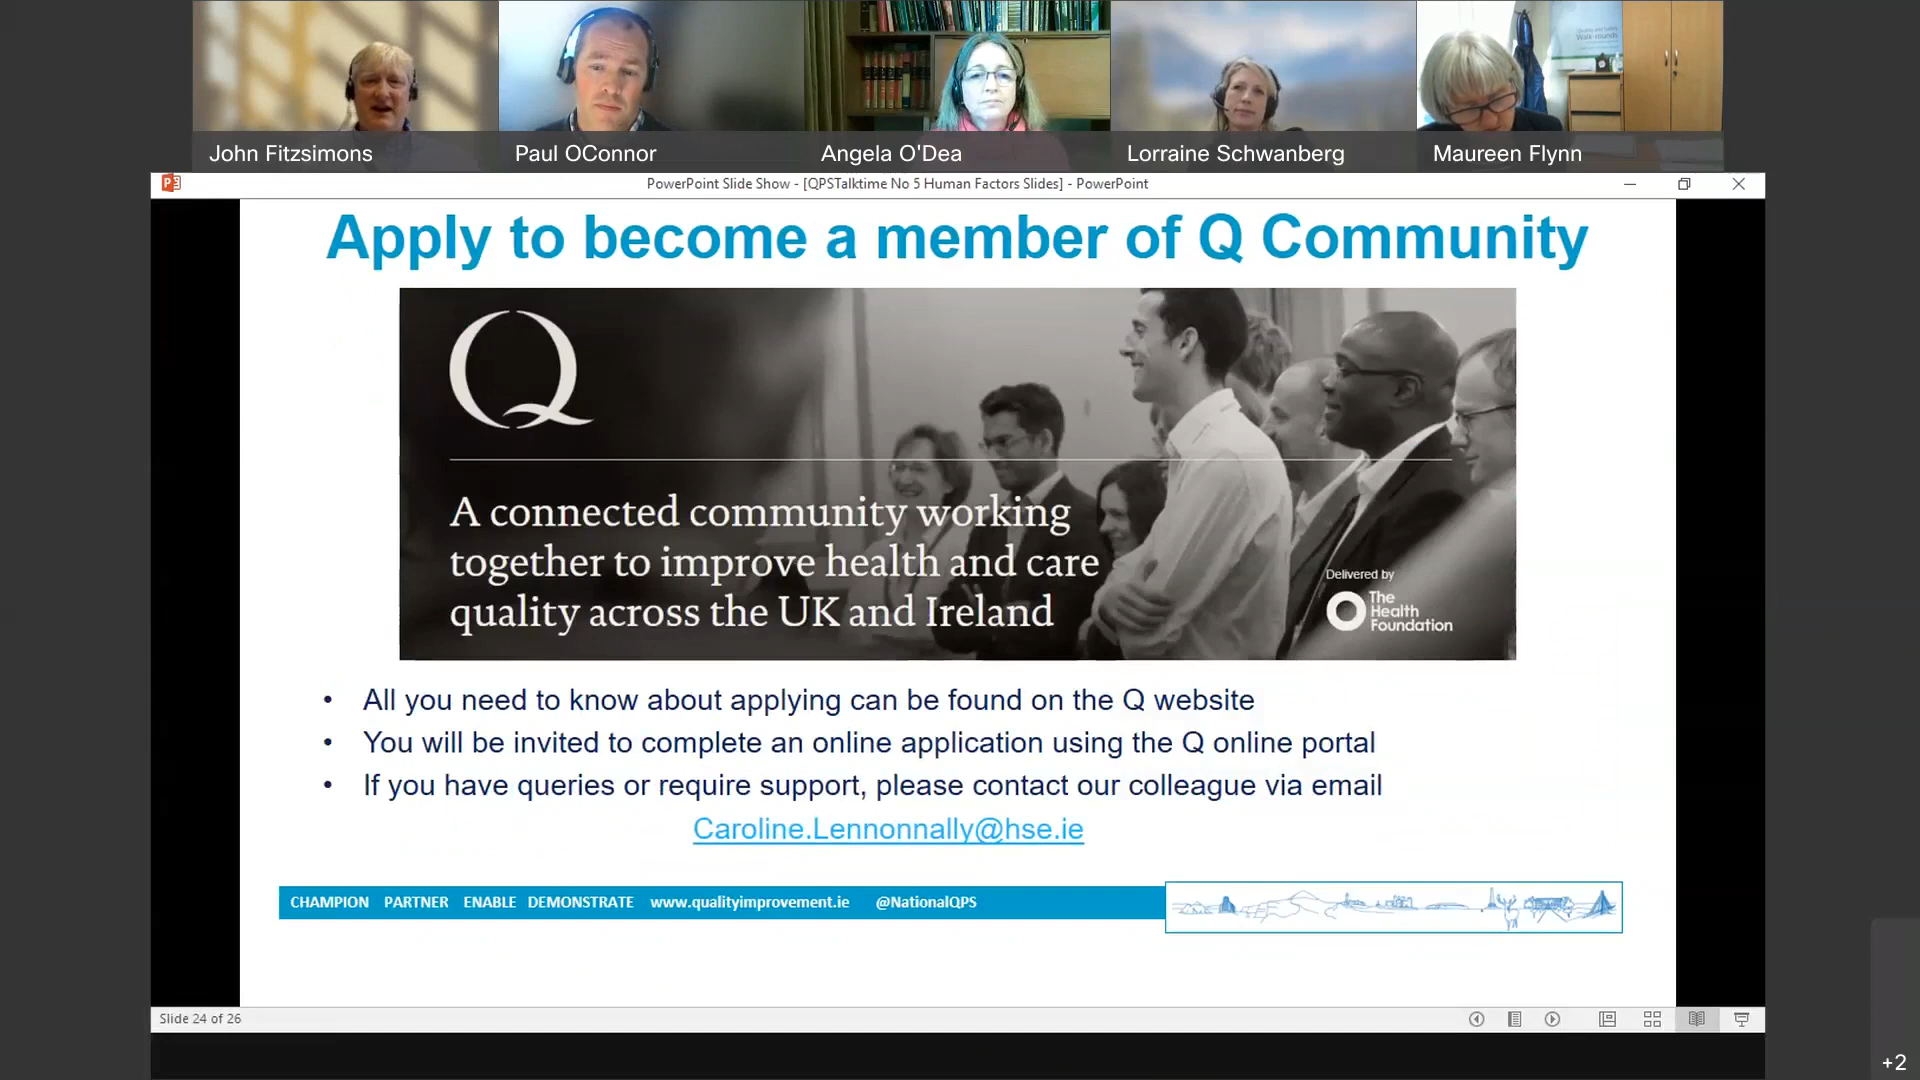 Quality and Safety
Walk-rounds
John Fitzsimons
Paul OConnor
Angela O'Dea
Lorraine Schwanberg
Maureen Flynn
PowerPoint Slide Show - [QPSTalktime No 5 Human Factors Slides] - PowerPoint
Apply to become a member of Q Community
Q
A connected community working
together to improve health and care
quality across the UK and Ireland
Delivered by
The
Health
Foundation
• All you need to know about applying can be found on the Q website
• You will be invited to complete an online application using the Q online portal
• If you have queries or require support, please contact our colleague via email
Caroline.Lennonnally@hse.ie
CHAMPION PARTNER ENABLE DEMONSTRATE www.qualityimprovement.ie @NationalQPS
Slide 24 of 26
+2